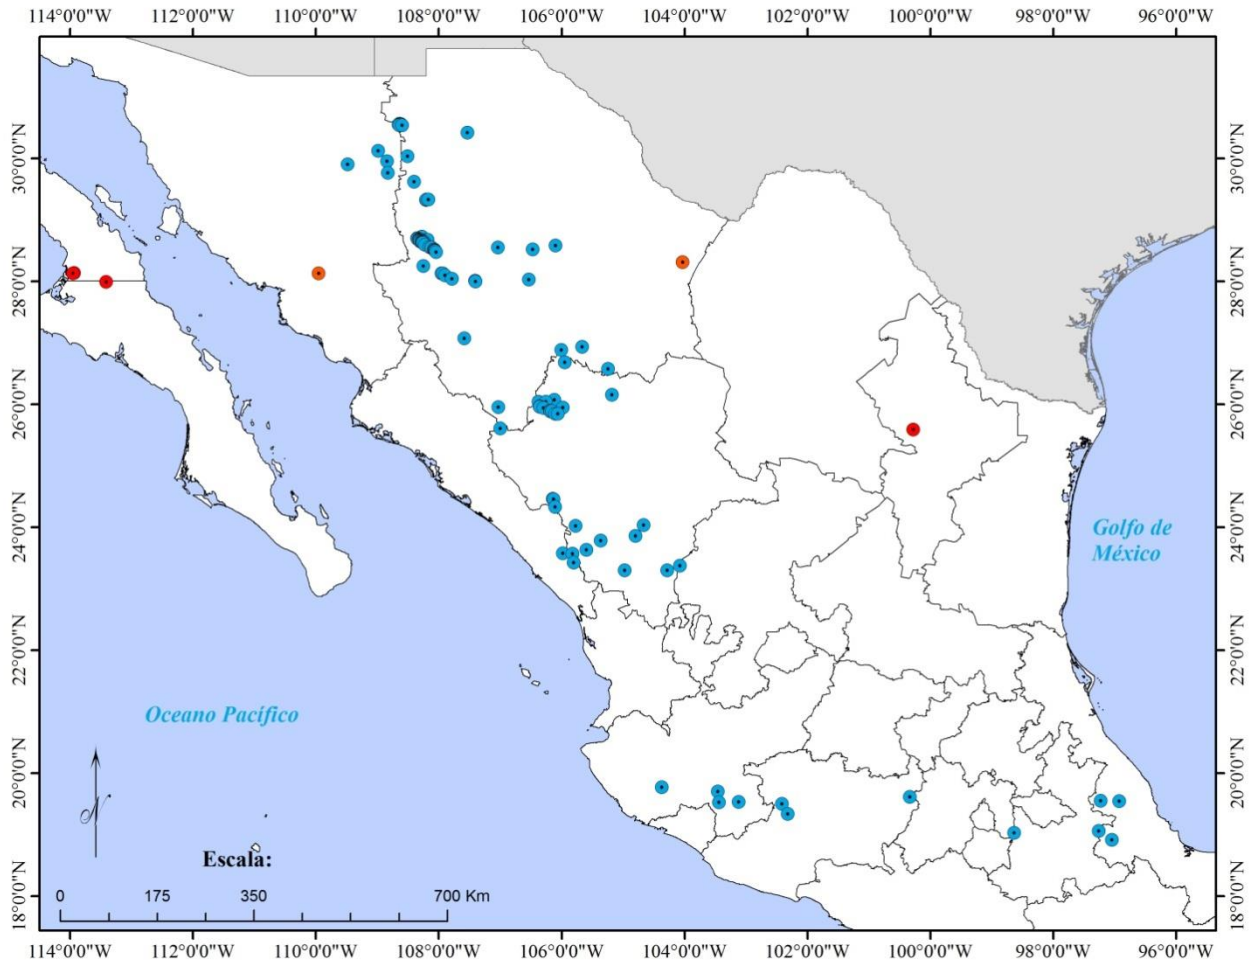 114°0'0"W 112°0'0"W 110°0'0"W 108°0'0"W 106°0'0"W 104°0'0"W 102°0'0"W 100°0'0"W 98°0'0"W 96°0'0"W
30°0'0"N 30°0'0"N
28°0'0"N 28°0'0"N
26°0'0"N 26°0'0"N
24°0'0"N 24°0'0"N
Golfo de
México
22°0'0"N 22°0'0"N
Oceano Pacífico
20°0'0"N 20°0'0"N
N
Escala:
0 175 350 700 Km
18°0'0"N 18°0'0"N
114°0'0"W 112°0'0"W 110°0'0"W 108°0'0"W 106°0'0"W 104°0'0"W 102°0'0"W 100°0'0"W 98°0'0"W 96°0'0"W